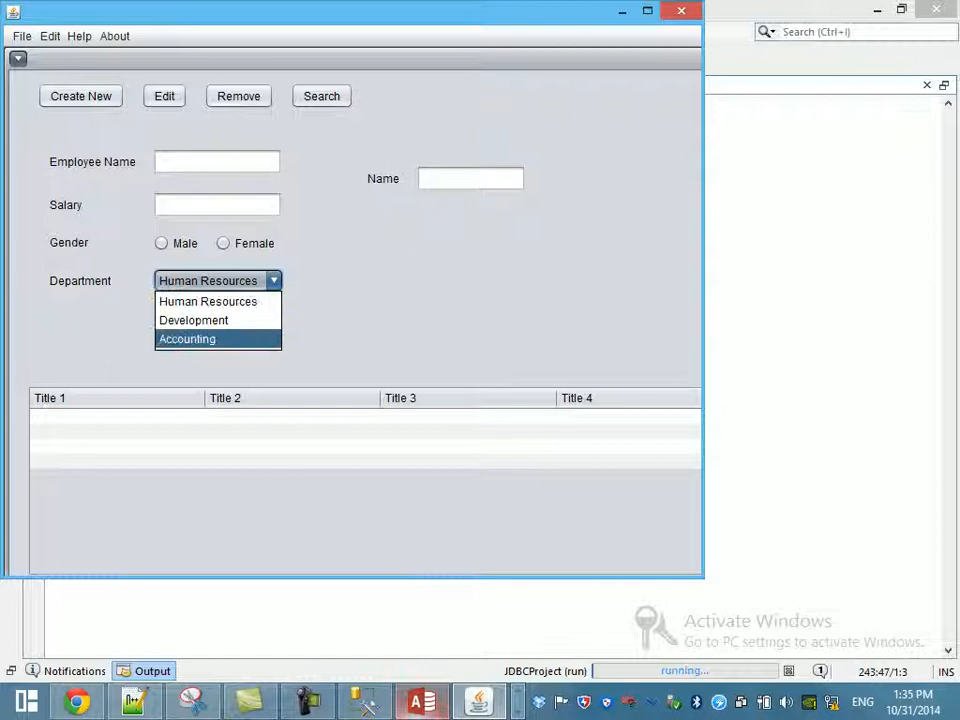 File Edit Help About
Search (Ctrl+I)
Create New Edit Remove Search
Employee Name
Name
Salary
Gender Male Female
Department Human Resources
Human Resources
Development
Accounting
Title 1 Title 2 Title 3 Title 4
Activate Windows
Go to PC settings to activate Windows.
Notifications Output JDBCProject (run) running... 1 243:47/1:3 INS
ENG 1:35 PM
10/31/2014